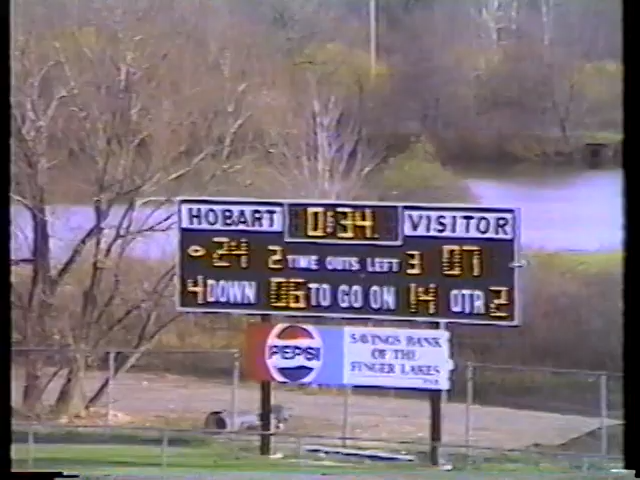 HOBART 0:34 VISITOR
24 2 TIME OUTS LEFT 3 07
4 DOWN 06 TO GO ON 14 QTR 2
PEPSI
SAVINGS BANK
OF THE
FINGER LAKES